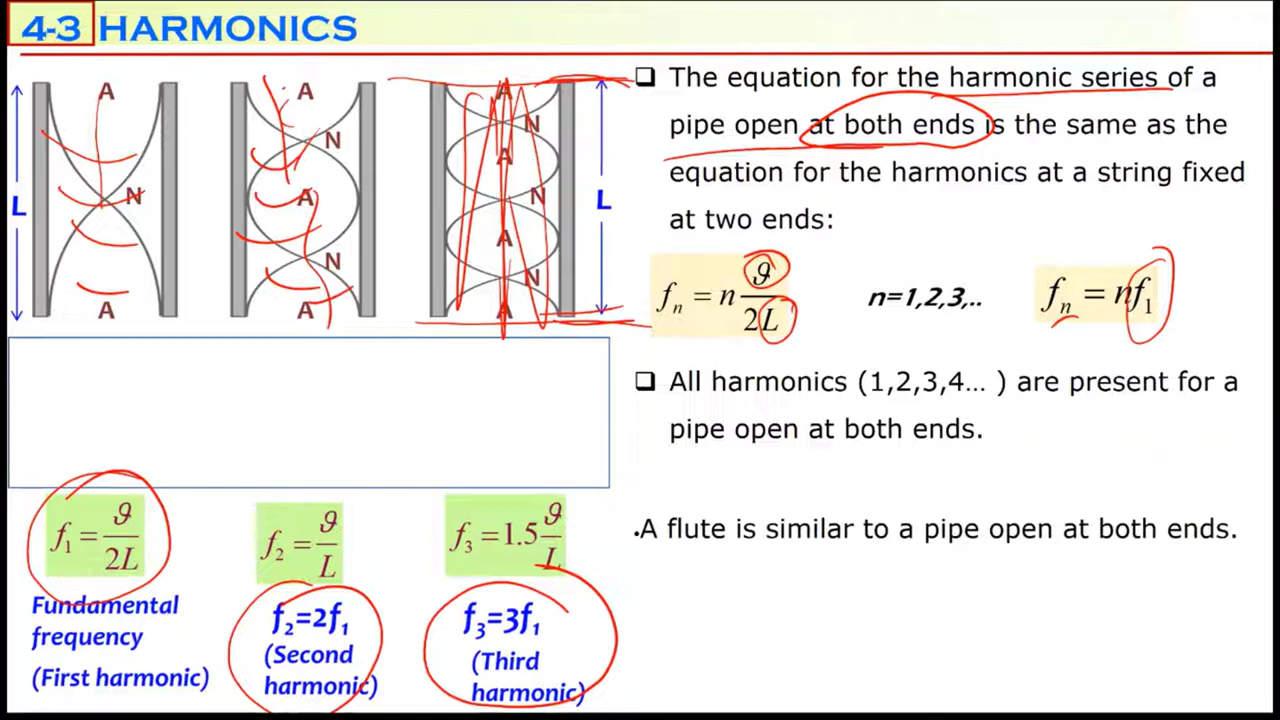 4-3 HARMONICS
A
N
A
L
A
N
A
N
A
A
N
A
N
A
N
A
L
❑ The equation for the harmonic series of a
pipe open at both ends is the same as the
equation for the harmonics at a string fixed
at two ends:
fₙ = n ϑ/2L
n=1,2,3,..
fₙ = nf₁
❑ All harmonics (1,2,3,4… ) are present for a
pipe open at both ends.
•A flute is similar to a pipe open at both ends.
f₁ = ϑ/2L
Fundamental
frequency
(First harmonic)
f₂ = ϑ/L
f₂=2f₁
(Second
harmonic)
f₃ = 1.5 ϑ/L
f₃=3f₁
(Third
harmonic)